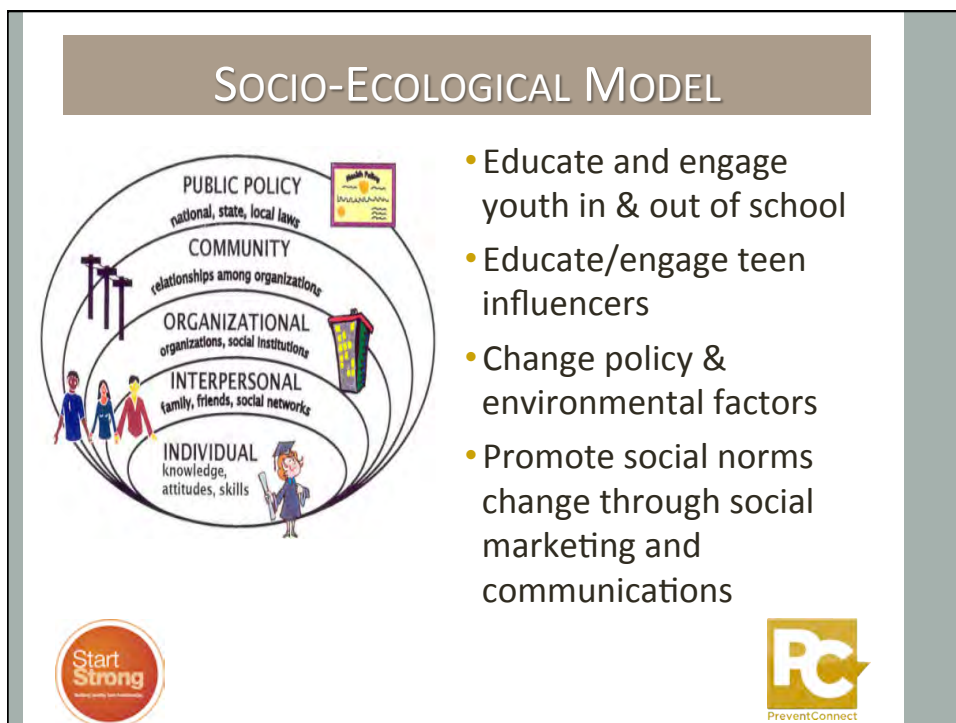 SOCIO-ECOLOGICAL MODEL
PUBLIC POLICY
national, state, local laws
COMMUNITY
relationships among organizations
ORGANIZATIONAL
organizations, social institutions
INTERPERSONAL
family, friends, social networks
INDIVIDUAL
knowledge,
attitudes, skills
Health Policy
• Educate and engage
youth in & out of school
• Educate/engage teen
influencers
• Change policy &
environmental factors
• Promote social norms
change through social
marketing and
communications
Start
Strong
PC
PreventConnect